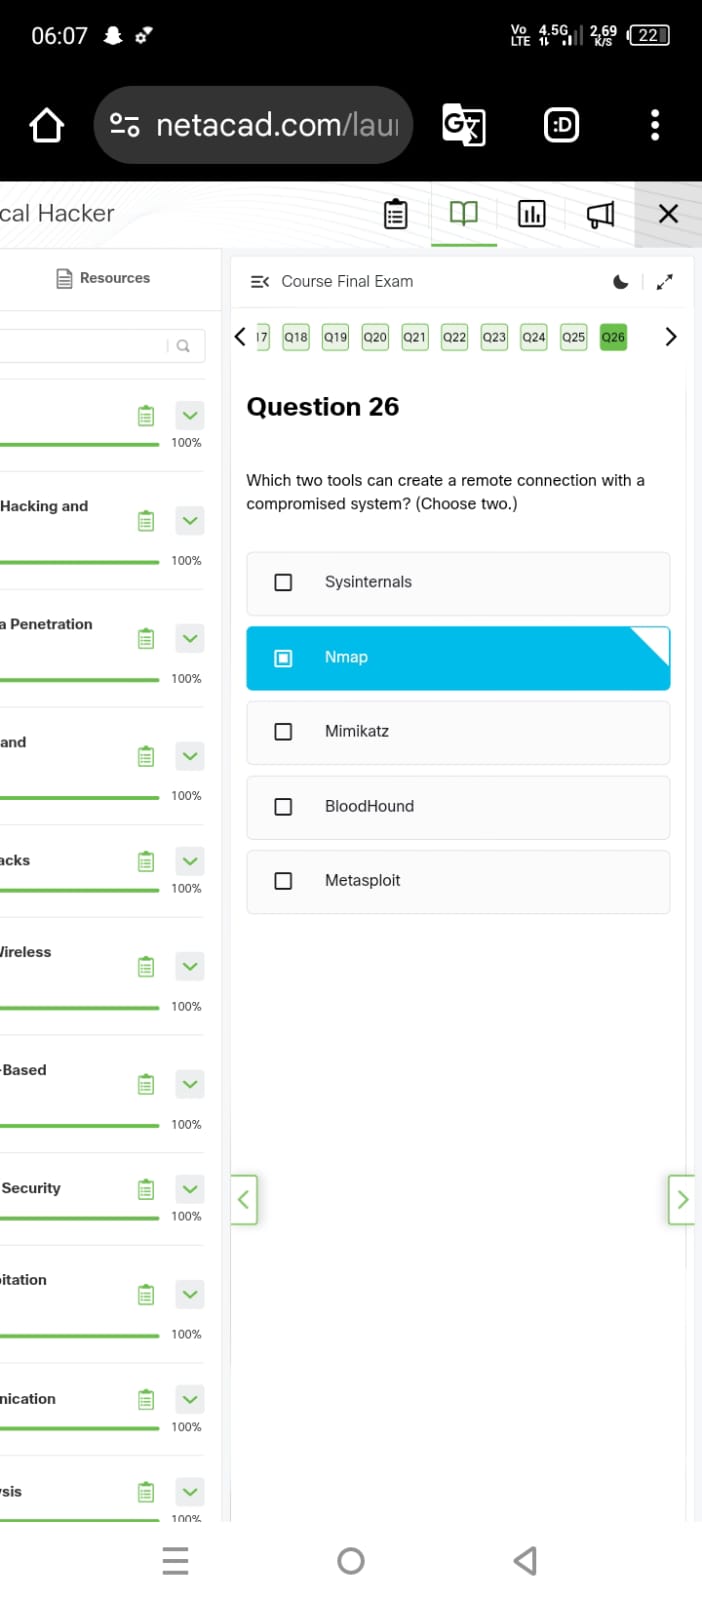 06:07
Vo LTE 4.5G 2,69 K/S 22
netacad.com/lau
cal Hacker
Resources
Course Final Exam
17 Q18 Q19 Q20 Q21 Q22 Q23 Q24 Q25 Q26
Question 26
Which two tools can create a remote connection with a
compromised system? (Choose two.)
Sysinternals
Nmap
Mimikatz
BloodHound
Metasploit
100%
Hacking and
100%
a Penetration
100%
and
100%
acks
100%
Wireless
100%
-Based
100%
Security
100%
itation
100%
nication
100%
sis
100%